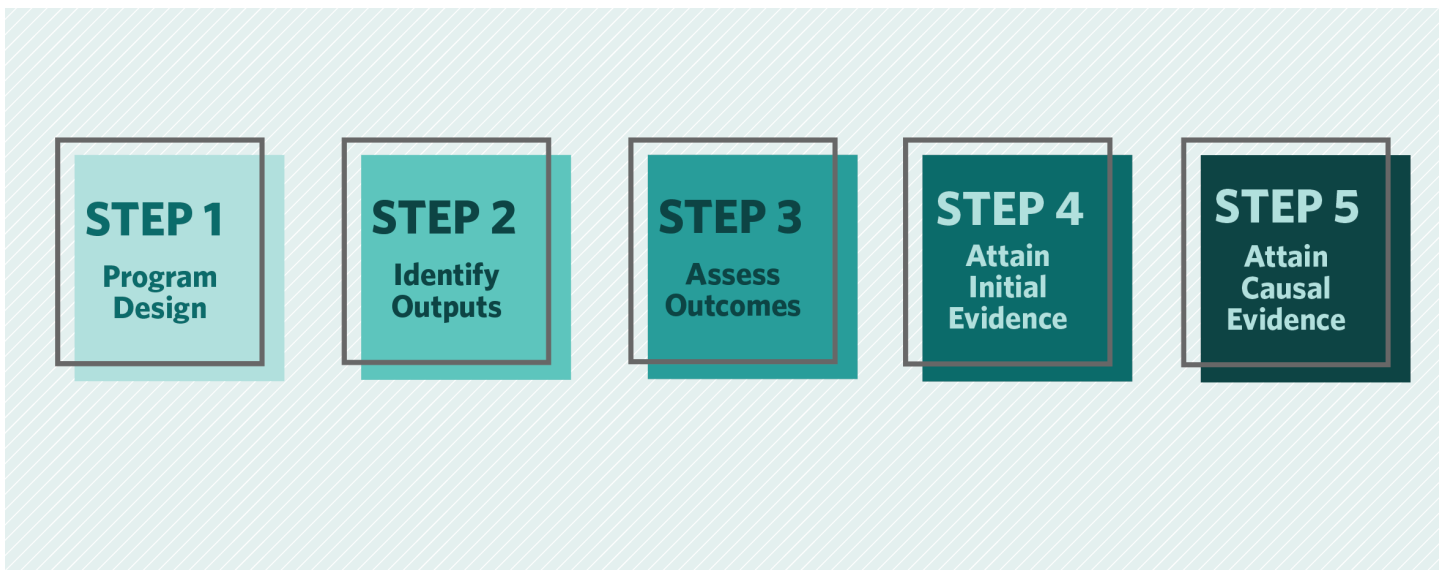 STEP 1
Program
Design
STEP 2
Identify
Outputs
STEP 3
Assess
Outcomes
STEP 4
Attain
Initial
Evidence
STEP 5
Attain
Causal
Evidence